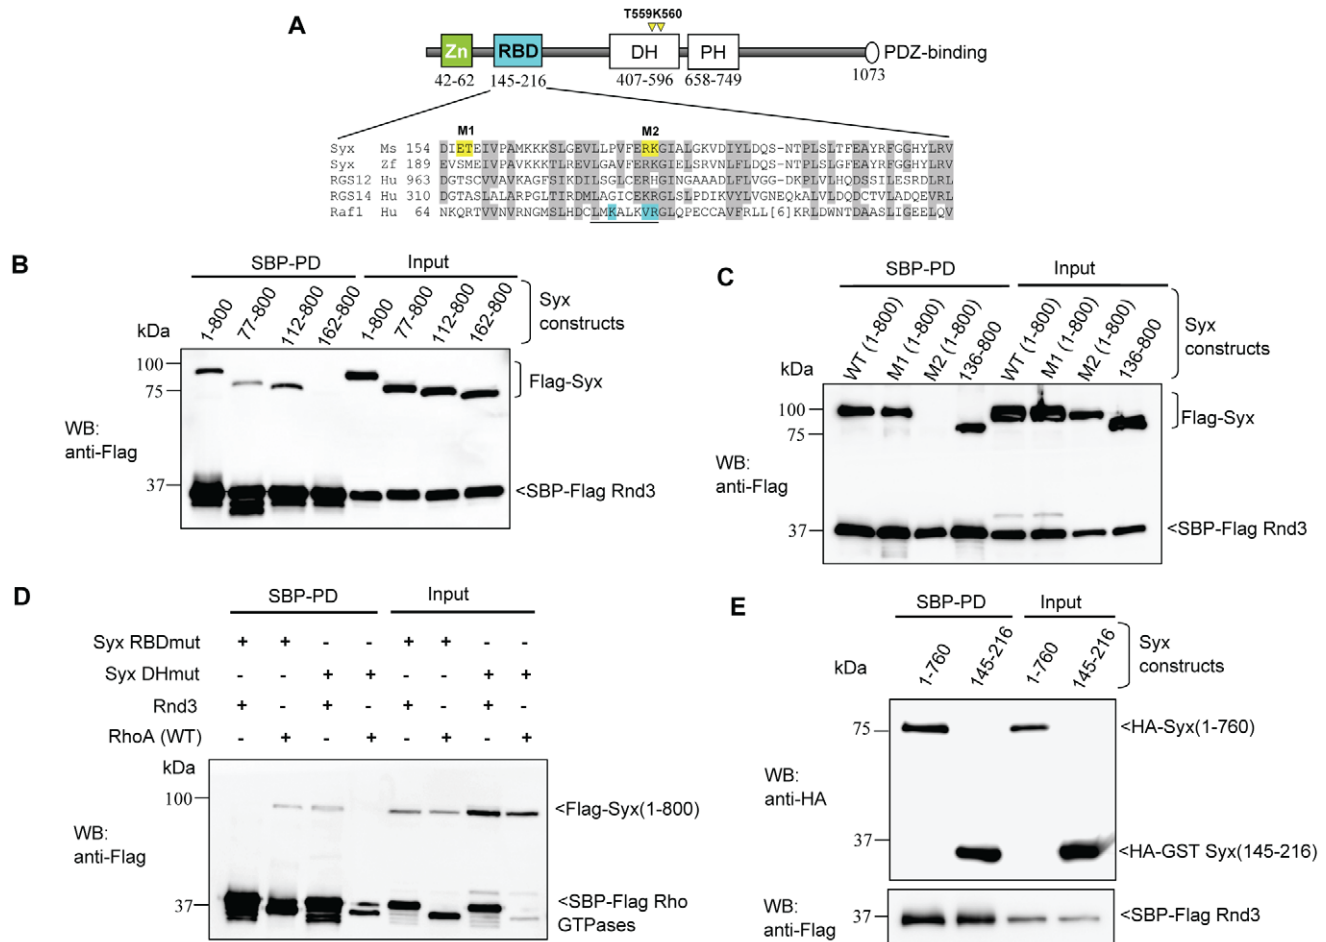 A
T559K560
Zn
RBD
DH
PH
PDZ-binding
42-62
145-216
407-596
658-749
1073
M1
M2
Syx Ms 154 DIETEIVPAMKKKSLGEVLLPVFERKGIALGKVDIYLDQS-NTPLSLTFEAYRFGGHYLRV
Syx Zf 189 EVSMEIVPAVKKKTLREVLGAVFERKGIELSRVNLFLDQS-NTPLSLGFEAYRFGGHYLRV
RGS12 Hu 963 DGTSCVVAVKAGFSIKDILSGLCERHGINGAAADLFLVGG-DKPLVLHQDSSILESRDLRL
RGS14 Hu 310 DGTASLALARPGLTIRDMLAGICEKRGLSLPDIKVYLVGNEQKALVLDQDCTVLADQEVRL
Raf1 Hu 64 NKQRTVVNVRNGMSLHDCLMKALKVRGLQPECCAVFRLL[6]KRLDWNTDAASLIGEELQV
B
SBP-PD
Input
1-800
77-800
112-800
162-800
1-800
77-800
112-800
162-800
Syx
constructs
kDa
100
75
37
Flag-Syx
WB:
anti-Flag
<SBP-Flag Rnd3
C
SBP-PD
Input
WT (1-800)
M1 (1-800)
M2 (1-800)
136-800
WT (1-800)
M1 (1-800)
M2 (1-800)
136-800
Syx
constructs
kDa
100
75
37
Flag-Syx
WB:
anti-Flag
<SBP-Flag Rnd3
D
SBP-PD
Input
Syx RBDmut + + - - + + - -
Syx DHmut - - + + - - + +
Rnd3 + - + - + - + -
RhoA (WT) - + - + - + - +
kDa
100
37
WB:
anti-Flag
<Flag-Syx(1-800)
<SBP-Flag Rho
GTPases
E
SBP-PD
Input
1-760
145-216
1-760
145-216
Syx
constructs
kDa
75
37
WB:
anti-HA
<HA-Syx(1-760)
<HA-GST Syx(145-216)
WB:
anti-Flag
37
<SBP-Flag Rnd3